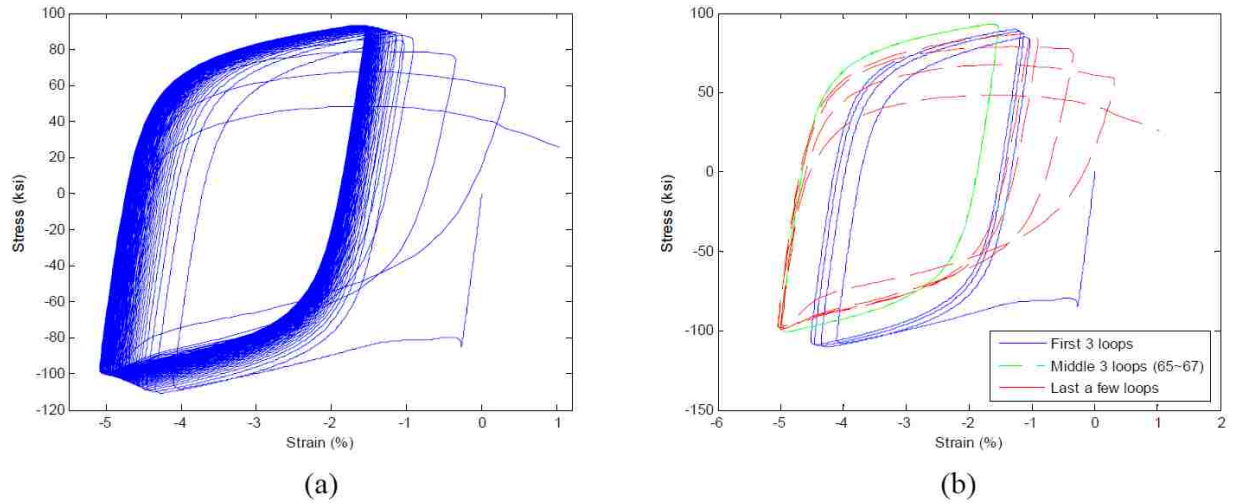 100
80
60
40
20
0
-20
-40
-60
-80
-100
-120
Stress (ksi)
-5 -4 -3 -2 -1 0 1
Strain (%)
(a)
100
50
0
-50
-100
-150
Stress (ksi)
First 3 loops
Middle 3 loops (65~67)
Last a few loops
-6 -5 -4 -3 -2 -1 0 1 2
Strain (%)
(b)